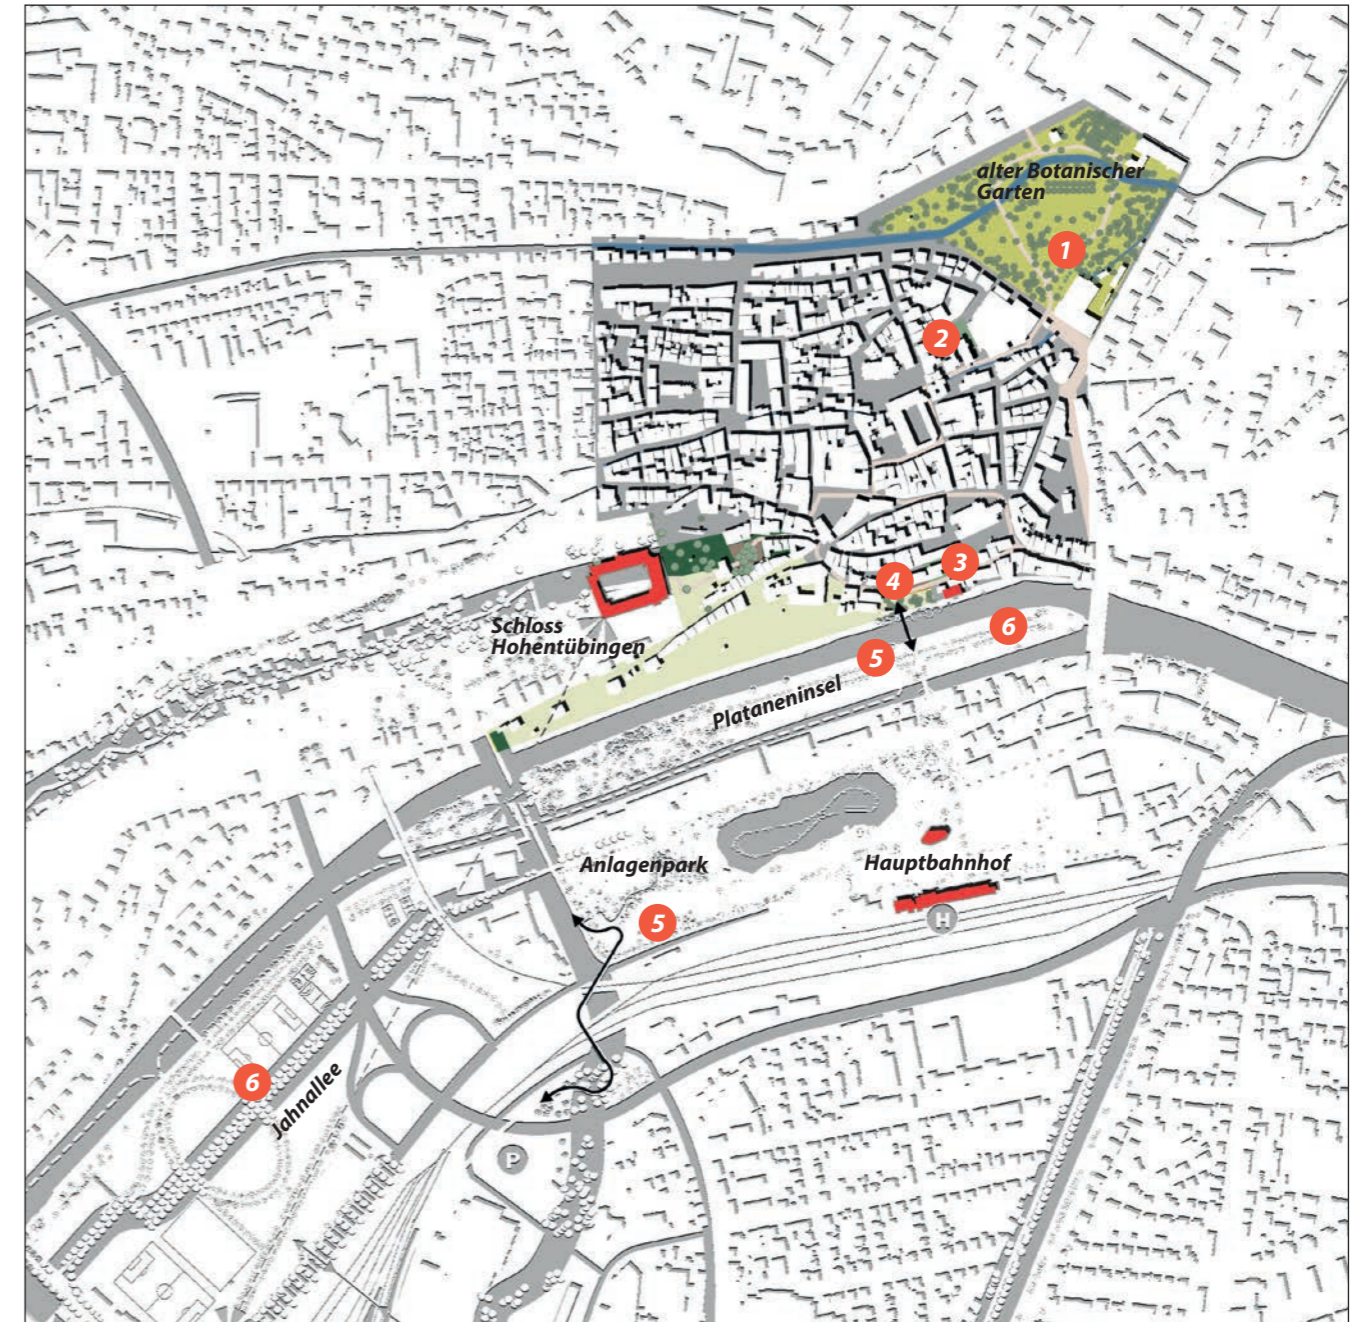 alter Botanischer
Garten
1
2
3
4
Schloss
Hohentübingen
6
5
Plataneninsel
Anlagenpark
Hauptbahnhof
5
H
6
Jahnallee
P